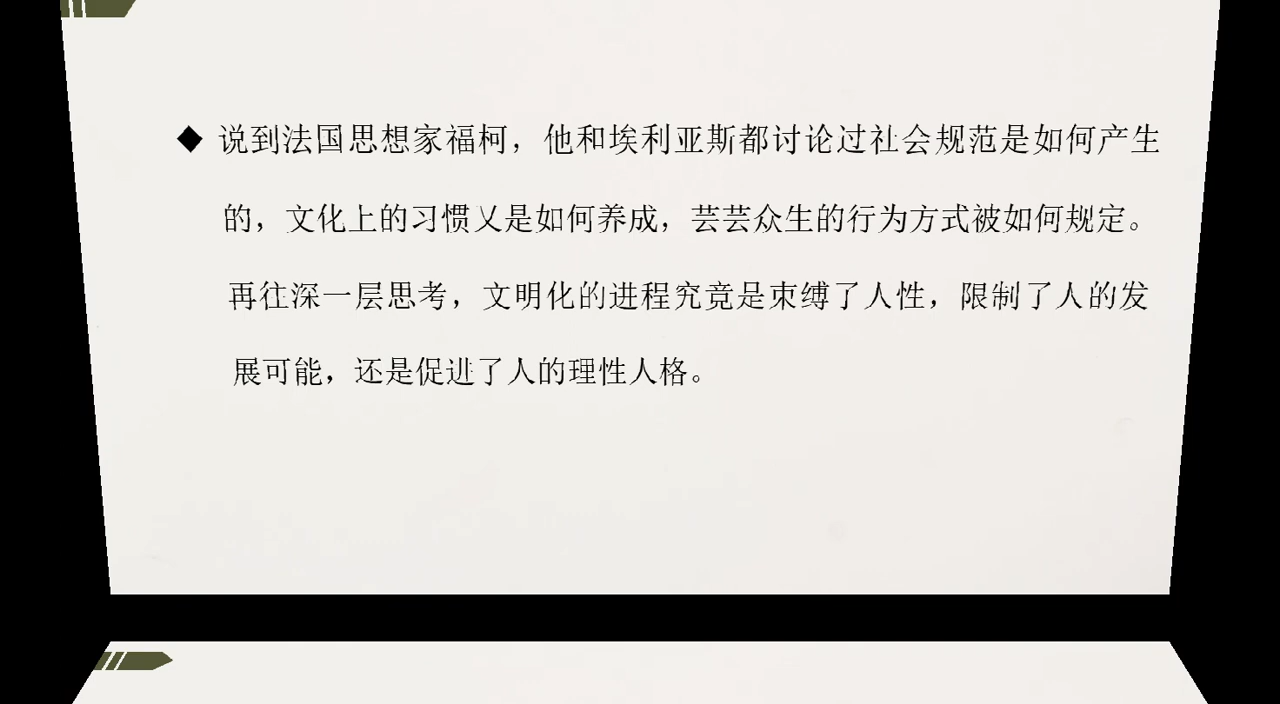 ◆ 说到法国思想家福柯，他和埃利亚斯都讨论过社会规范是如何产生
的，文化上的习惯又是如何养成，芸芸众生的行为方式被如何规定。
再往深一层思考，文明化的进程究竟是束缚了人性，限制了人的发
展可能，还是促进了人的理性人格。